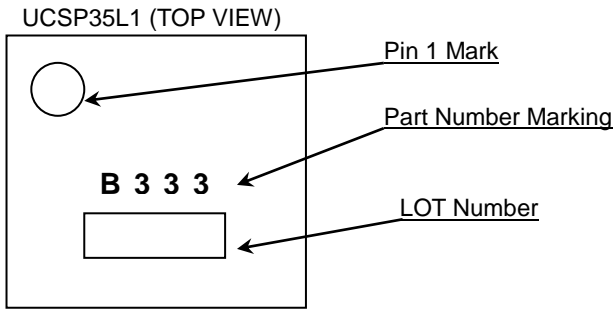 UCSP35L1 (TOP VIEW)
Pin 1 Mark
Part Number Marking
B 3 3 3
LOT Number